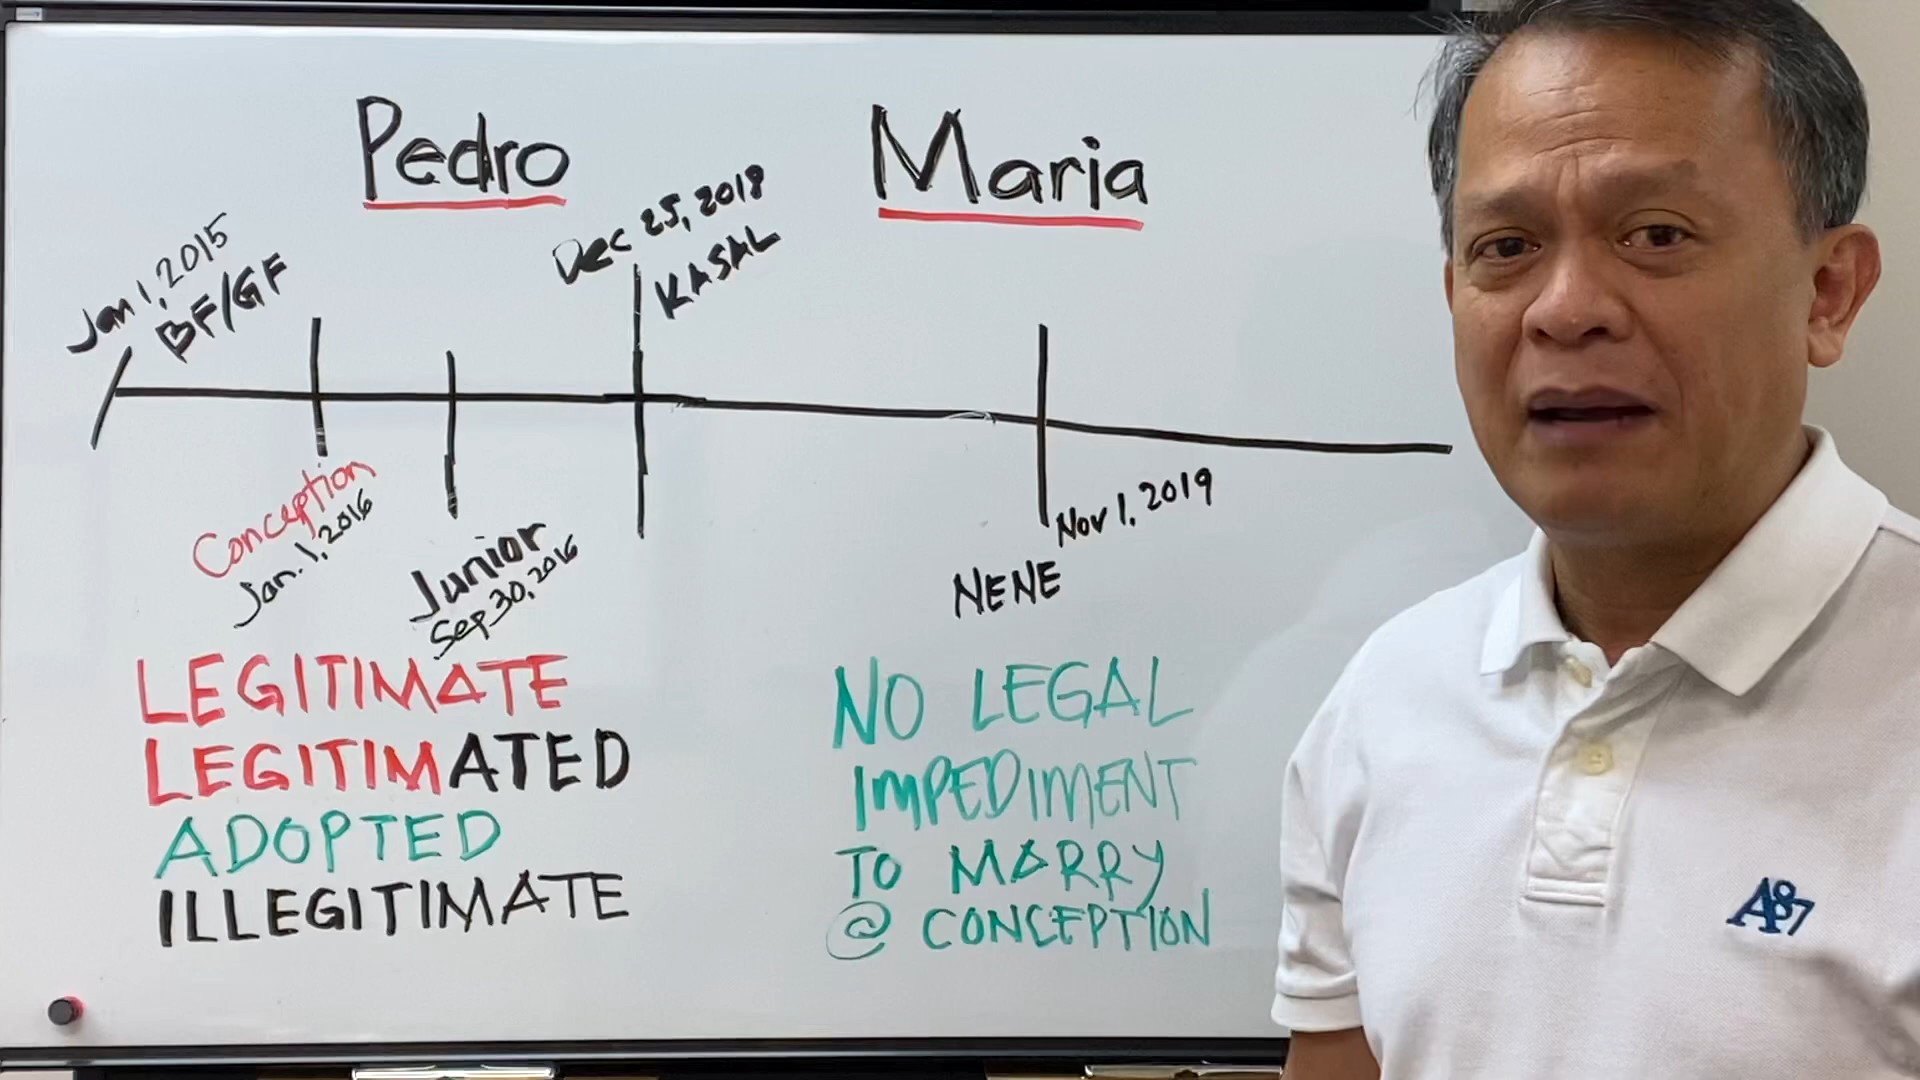 Pedro
Maria
Jan 1, 2015
BF/GF
Dec 25, 2018
KASAL
Conception
Jan. 1, 2016
Junior
Sep 30, 2016
Nov 1, 2019
NENE
LEGITIMATE
LEGITIMATED
ADOPTED
ILLEGITIMATE
NO LEGAL
IMPEDIMENT
TO MARRY
@ CONCEPTION
A87